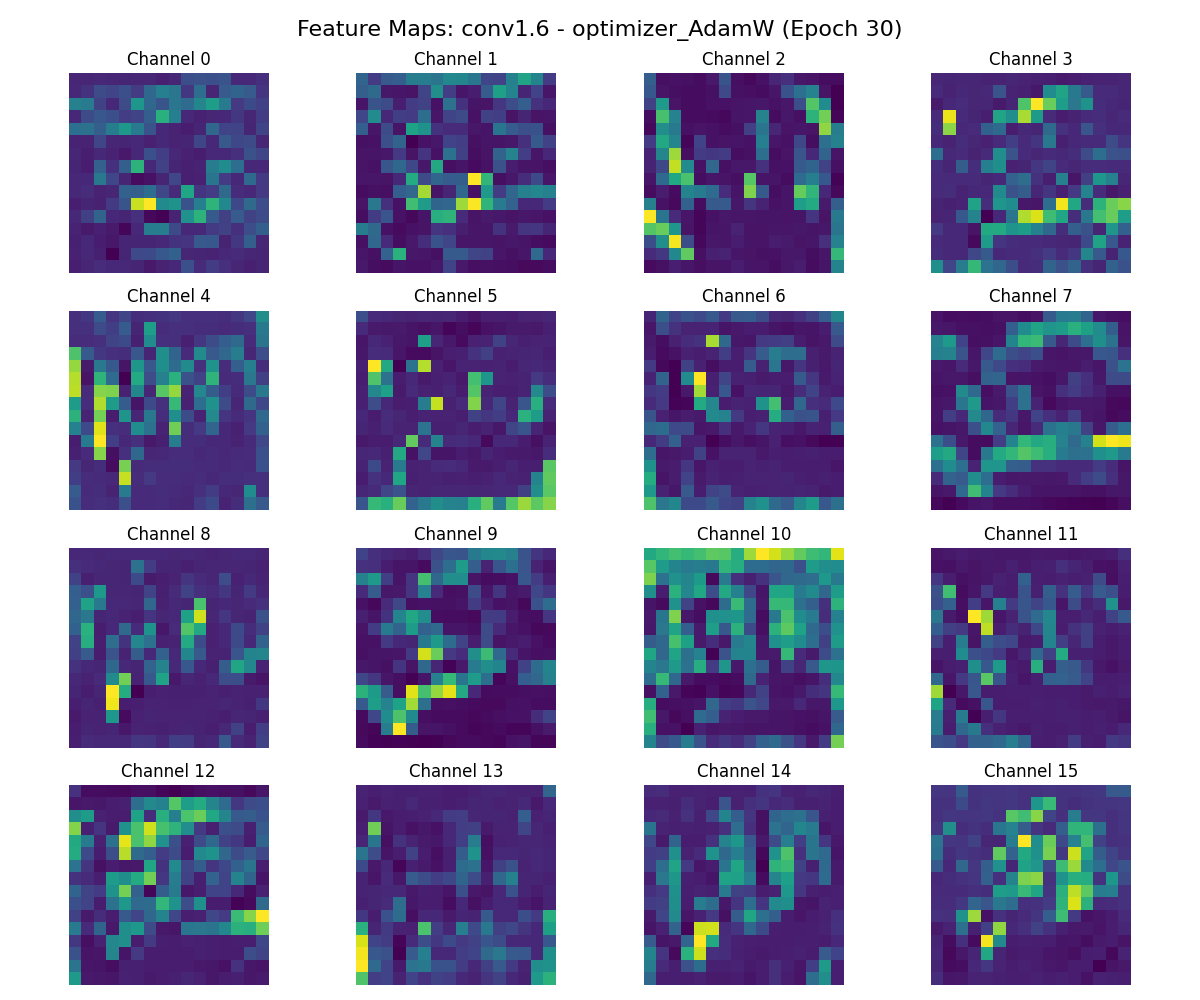 Feature Maps: conv1.6 - optimizer_AdamW (Epoch 30)
Channel 0
Channel 1
Channel 2
Channel 3
Channel 4
Channel 5
Channel 6
Channel 7
Channel 8
Channel 9
Channel 10
Channel 11
Channel 12
Channel 13
Channel 14
Channel 15